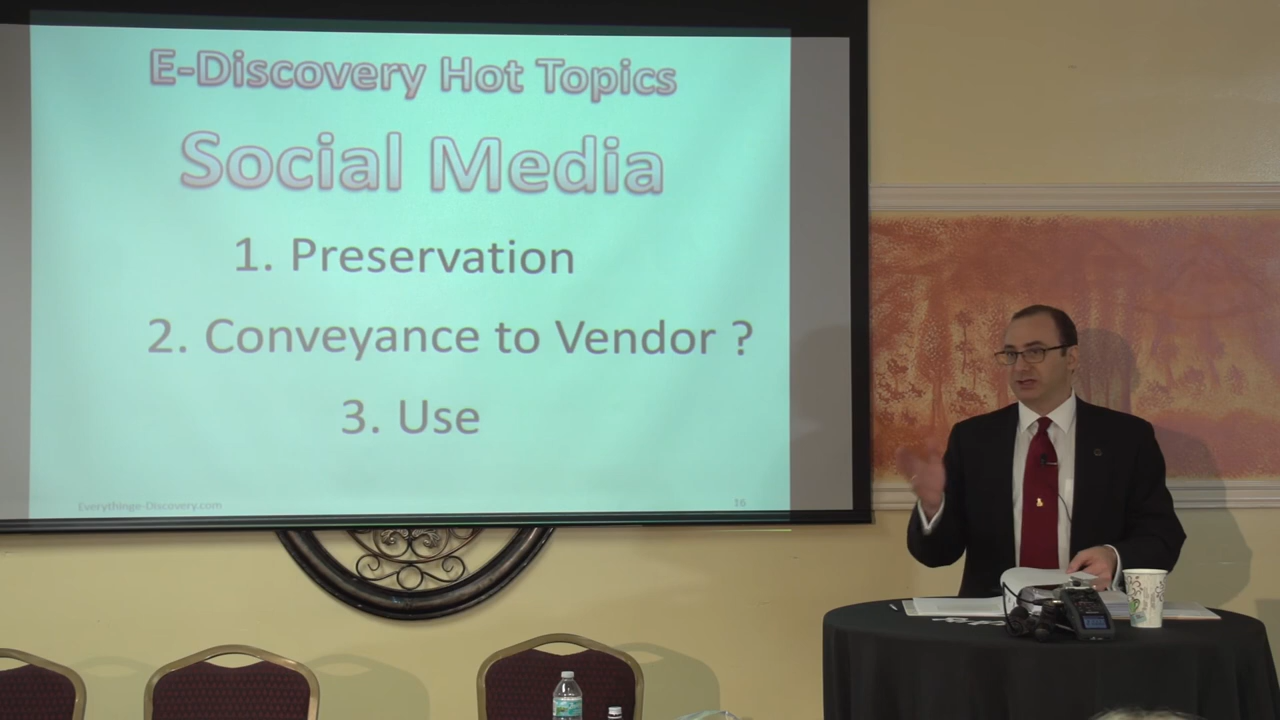 E-Discovery Hot Topics
Social Media
1. Preservation
2. Conveyance to Vendor ?
3. Use
Everythinge-Discovery.com
16